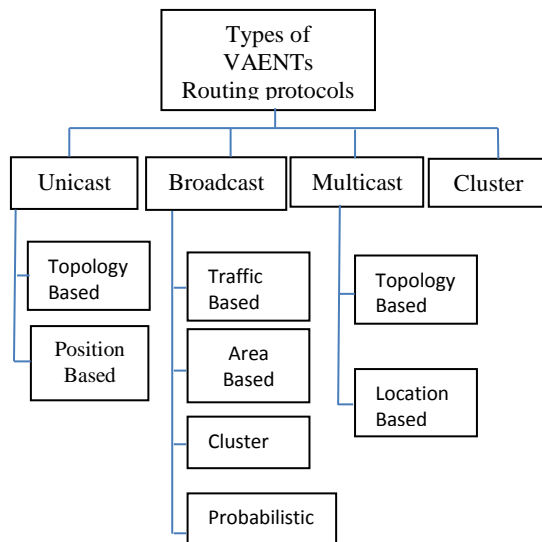 Types of
VAENTs
Routing protocols
Unicast
Broadcast
Multicast
Cluster
Topology
Based
Position
Based
Traffic
Based
Area
Based
Cluster
Probabilistic
Topology
Based
Location
Based